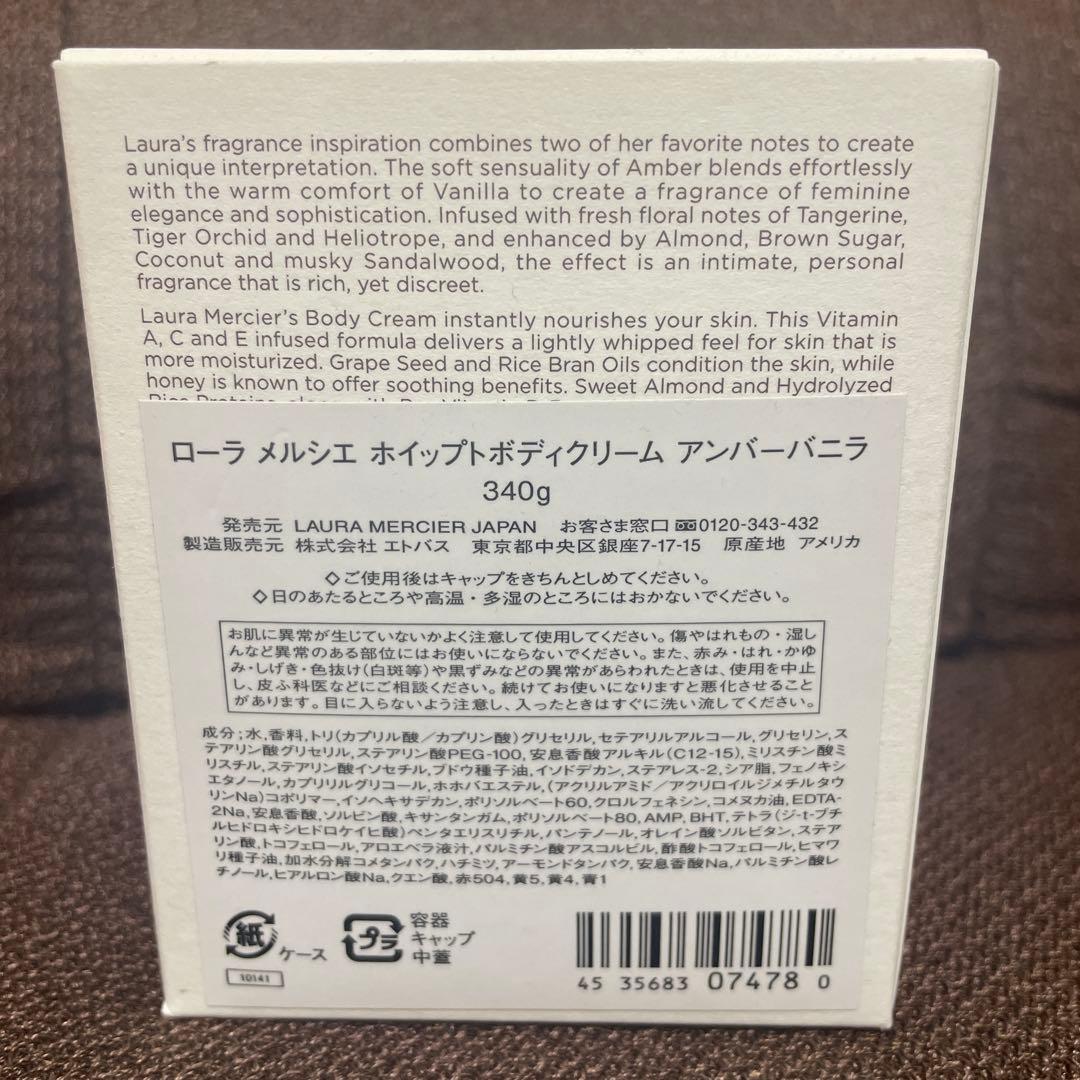 Laura's fragrance inspiration combines two of her favorite notes to create
a unique interpretation. The soft sensuality of Amber blends effortlessly
with the warm comfort of Vanilla to create a fragrance of feminine
elegance and sophistication. Infused with fresh floral notes of Tangerine,
Tiger Orchid and Heliotrope, and enhanced by Almond, Brown Sugar,
Coconut and musky Sandalwood, the effect is an intimate, personal
fragrance that is rich, yet discreet.
Laura Mercier's Body Cream instantly nourishes your skin. This Vitamin
A, C and E infused formula delivers a lightly whipped feel for skin that is
more moisturized. Grape Seed and Rice Bran Oils condition the skin, while
honey is known to offer soothing benefits. Sweet Almond and Hydrolyzed
ローラ メルシエ ホイップトボディクリーム アンバーバニラ
340g
発売元 LAURA MERCIER JAPAN お客さま窓口 0120-343-432
製造販売元 株式会社 エトバス 東京都中央区銀座7-17-15 原産地 アメリカ
◇ご使用後はキャップをきちんとしめてください。
◇日のあたるところや高温・多湿のところにはおかないでください。
お肌に異常が生じていないかよく注意して使用してください。傷やはれもの・湿し
んなど異常のある部位にはお使いにならないでください。また、赤み・はれ・かゆ
み・しげき・色抜け(白斑等)や黒ずみなどの異常があらわれたときは、使用を中止
し、皮ふ科医などにご相談ください。続けてお使いになりますと悪化させること
があります。目に入らないよう注意し、入ったときはすぐに洗い流してください。
成分;水,香料,トリ(カプリル酸/カプリン酸)グリセリル,セテアリルアルコール,グリセリン,ス
テアリン酸グリセリル,ステアリン酸PEG-100,安息香酸アルキル(C12-15),ミリスチン酸ミ
リスチル,ステアリン酸イソセチル,ブドウ種子油,イソドデカン,ステアレス-2,シア脂,フェノキシ
エタノール,カプリリルグリコール,ホホバエステル,(アクリルアミド/アクリロイルジメチルタウ
リンNa)コポリマー,イソヘキサデカン,ポリソルベート60,クロルフェネシン,コメヌカ油,EDTA-
2Na,安息香酸,ソルビン酸,キサンタンガム,ポリソルベート80,AMP,BHT,テトラ(ジ-t-ブチ
ルヒドロキシヒドロケイヒ酸)ペンタエリスリチル,パンテノール,オレイン酸ソルビタン,ステア
リン酸,トコフェロール,アロエベラ液汁,パルミチン酸アスコルビル,酢酸トコフェロール,ヒマワ
リ種子油,加水分解コメタンパク,ハチミツ,アーモンドタンパク,安息香酸Na,パルミチン酸レ
チノール,ヒアルロン酸Na,クエン酸,赤504,黄5,黄4,青1
紙 ケース
プラ 容器
キャップ
中蓋
10141
45 35683 07478 0